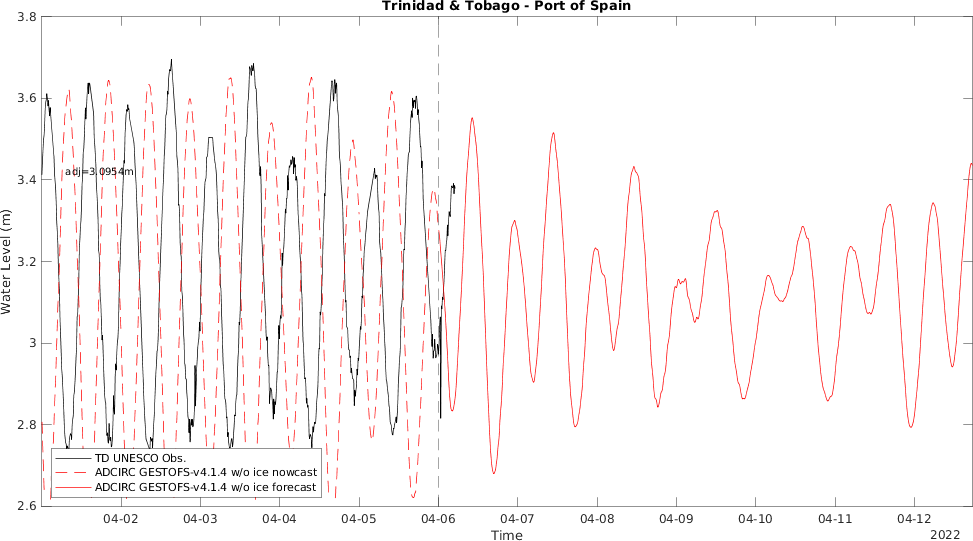 Trinidad & Tobago - Port of Spain
3.8
3.6
3.4
3.2
3
2.8
2.6
Water Level (m)
adj=3.0954m
TD UNESCO Obs.
ADCIRC GESTOFS-v4.1.4 w/o ice nowcast
ADCIRC GESTOFS-v4.1.4 w/o ice forecast
04-02 04-03 04-04 04-05 04-06 04-07 04-08 04-09 04-10 04-11 04-12
Time
2022